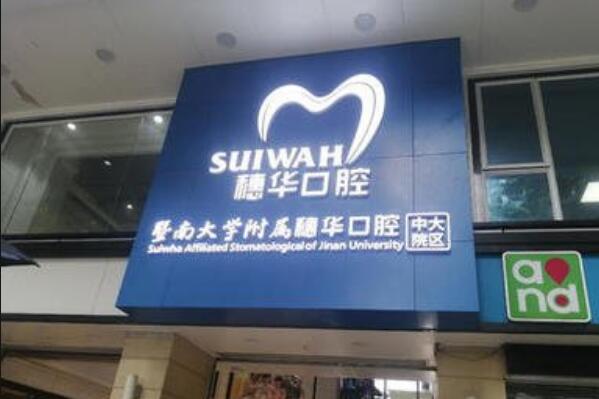 SUIWAH
穗华口腔
暨南大学附属穗华口腔 中大院区
Suiwha Affiliated Stomatological of Jinan University
and